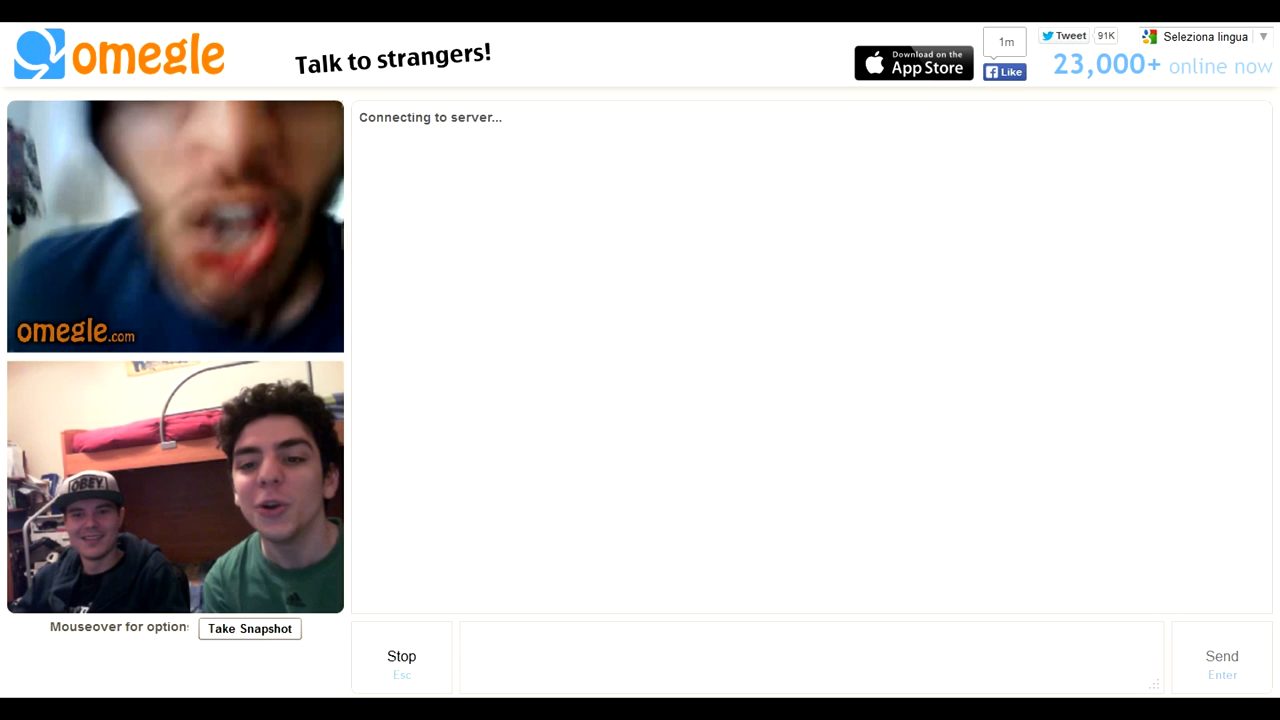 omegle
Talk to strangers!
Download on the
App Store
1m
Like
Tweet
91K
Seleziona lingua
23,000+ online now
Connecting to server...
omegle.com
OBEY
Mouseover for option
Take Snapshot
Stop
Esc
Send
Enter